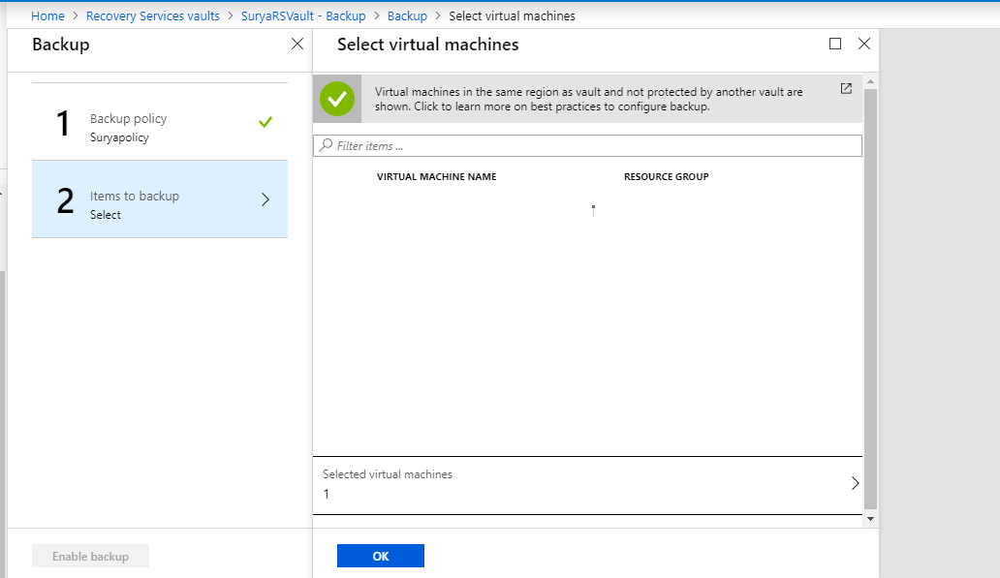 Home > Recovery Services vaults > SuryaRSVault - Backup > Backup > Select virtual machines
Backup
1
Backup policy
Suryapolicy
2
Items to backup
Select
Enable backup
Select virtual machines
Virtual machines in the same region as vault and not protected by another vault are
shown. Click to learn more on best practices to configure backup.
Filter items ...
VIRTUAL MACHINE NAME RESOURCE GROUP
Selected virtual machines
1
OK